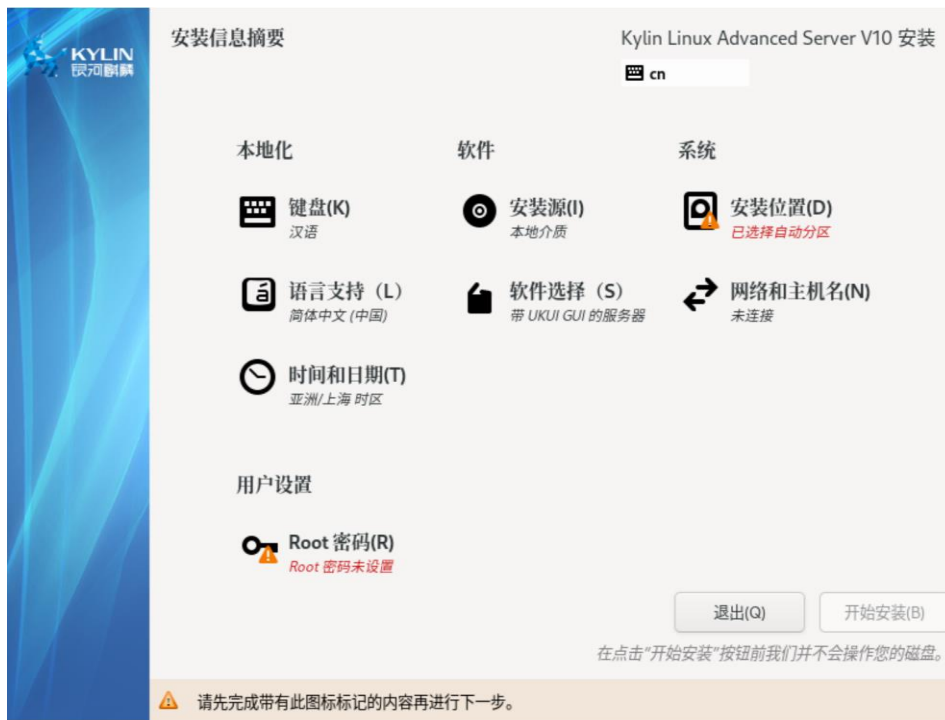 KYLIN
银河麒麟
安装信息摘要
Kylin Linux Advanced Server V10 安装
cn
本地化
软件
系统
键盘(K)
汉语
安装源(I)
本地介质
安装位置(D)
已选择自动分区
语言支持（L）
简体中文 (中国)
软件选择（S）
带 UKUI GUI 的服务器
网络和主机名(N)
未连接
时间和日期(T)
亚洲/上海 时区
用户设置
Root 密码(R)
Root 密码未设置
退出(Q)
开始安装(B)
在点击"开始安装"按钮前我们并不会操作您的磁盘。
请先完成带有此图标标记的内容再进行下一步。